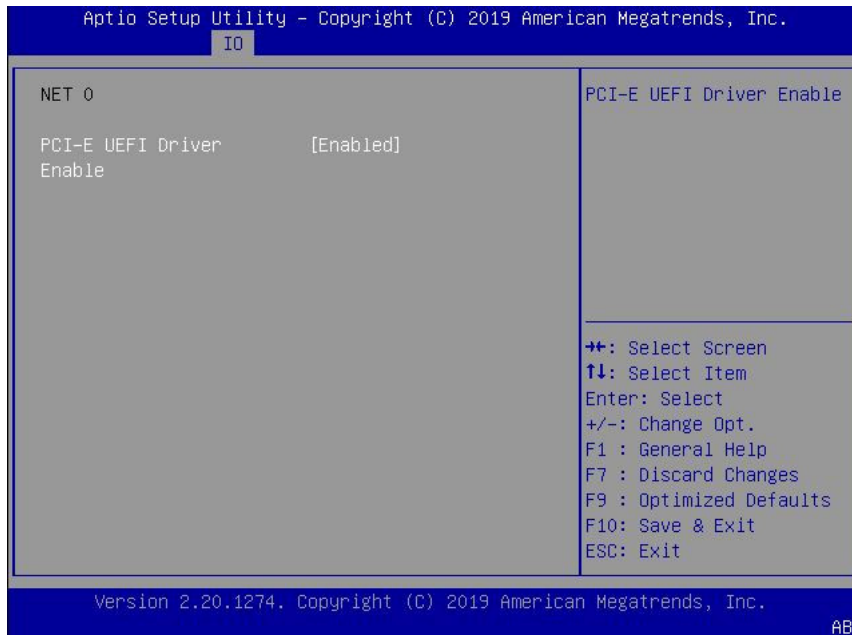 Aptio Setup Utility – Copyright (C) 2019 American Megatrends, Inc.
IO
NET 0
PCI-E UEFI Driver [Enabled]
Enable
PCI-E UEFI Driver Enable
→←: Select Screen
↑↓: Select Item
Enter: Select
+/-: Change Opt.
F1 : General Help
F7 : Discard Changes
F9 : Optimized Defaults
F10: Save & Exit
ESC: Exit
Version 2.20.1274. Copyright (C) 2019 American Megatrends, Inc.
AB